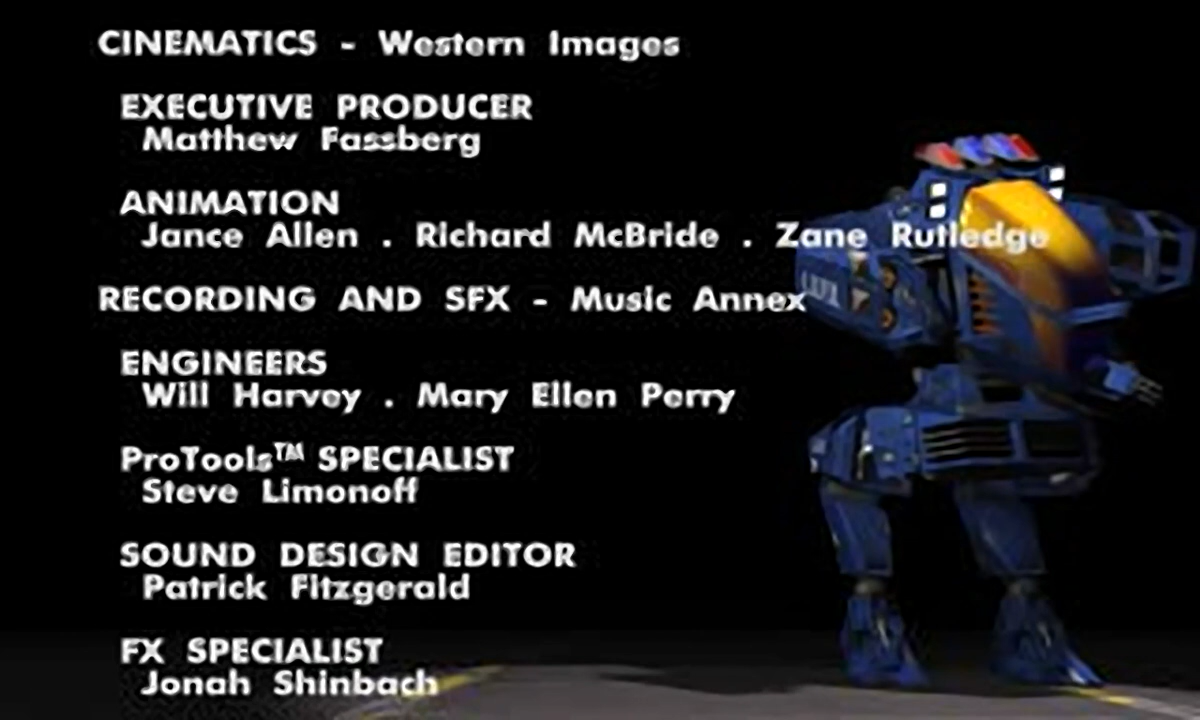 CINEMATICS - Western Images
EXECUTIVE PRODUCER
Matthew Fassberg
ANIMATION
Jance Allen . Richard McBride . Zane Rutledge
RECORDING AND SFX - Music Annex
ENGINEERS
Will Harvey . Mary Ellen Perry
ProTools™ SPECIALIST
Steve Limonoff
SOUND DESIGN EDITOR
Patrick Fitzgerald
FX SPECIALIST
Jonah Shinbach